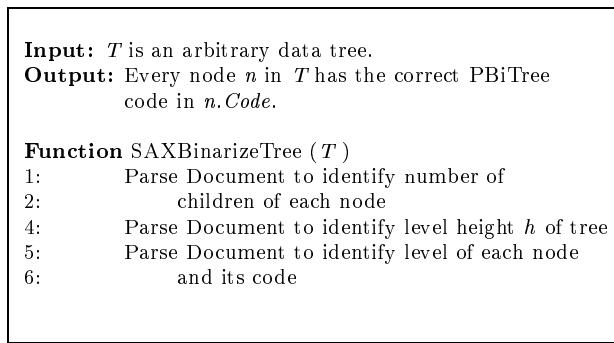 Input: T is an arbitrary data tree.
Output: Every node n in T has the correct PBiTree
code in n.Code.
Function SAXBinarizeTree ( T )
1: Parse Document to identify number of
2: children of each node
4: Parse Document to identify level height h of tree
5: Parse Document to identify level of each node
6: and its code